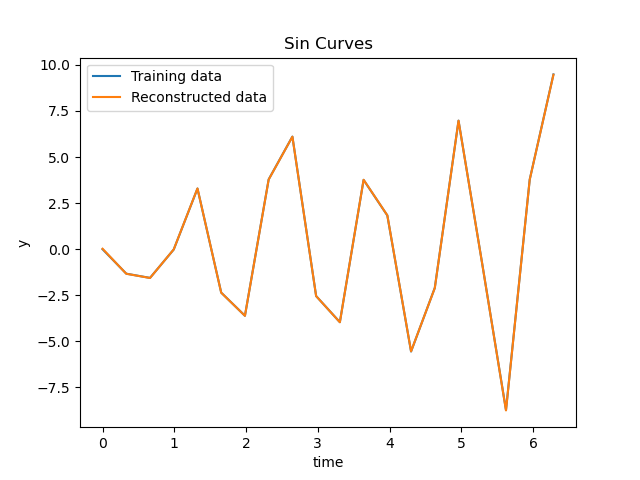 Sin Curves
Training data
Reconstructed data
10.0
7.5
5.0
2.5
0.0
−2.5
−5.0
−7.5
y
0 1 2 3 4 5 6
time